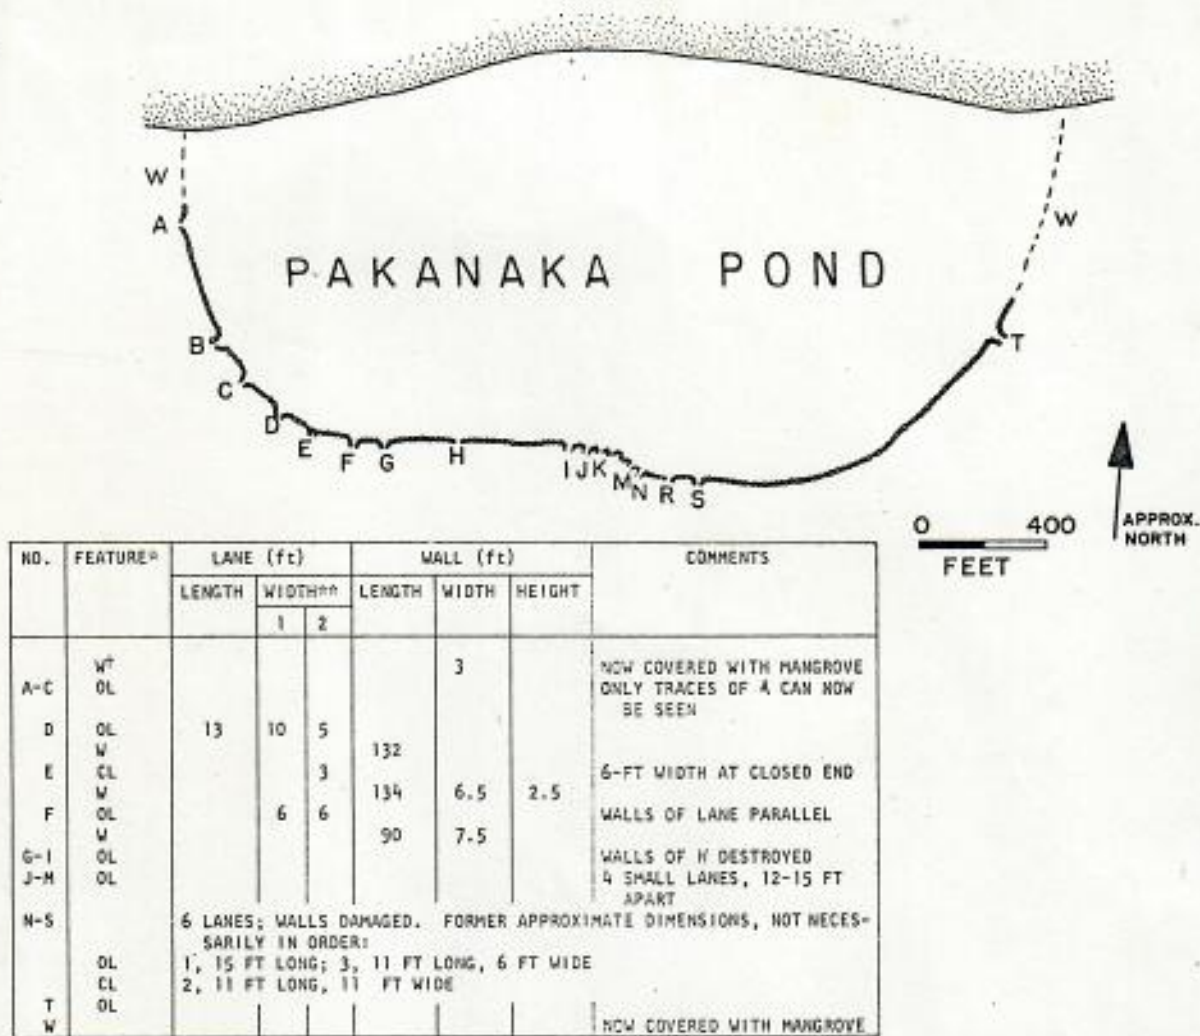 W
A
W
PAKANAKA POND
B
T
C
D
E
F
G
H
I J K
M
N
R
S
0 400
FEET
APPROX.
NORTH
NO. FEATURE* LANE (ft) WALL (ft) COMMENTS
LENGTH WIDTH** LENGTH WIDTH HEIGHT
1 2
W† 3 NOW COVERED WITH MANGROVE
A-C OL ONLY TRACES OF A CAN NOW
BE SEEN
D OL 13 10 5
W 132
E CL 3 6-FT WIDTH AT CLOSED END
W 134 6.5 2.5
F OL 6 6 WALLS OF LANE PARALLEL
W 90 7.5
G-I OL WALLS OF H DESTROYED
J-M OL 4 SMALL LANES, 12-15 FT
APART
N-S 6 LANES; WALLS DAMAGED. FORMER APPROXIMATE DIMENSIONS, NOT NECES-
SARILY IN ORDER:
OL 1, 15 FT LONG; 3, 11 FT LONG, 6 FT WIDE
CL 2, 11 FT LONG, 11 FT WIDE
T OL
W NOW COVERED WITH MANGROVE